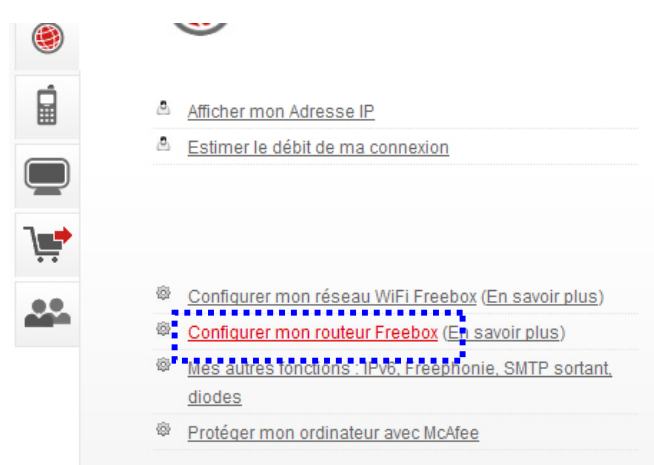 Afficher mon Adresse IP
Estimer le débit de ma connexion
Configurer mon réseau WiFi Freebox (En savoir plus)
Configurer mon routeur Freebox (En savoir plus)
Mes autres fonctions : IPv6, Freephonie, SMTP sortant,
diodes
Protéger mon ordinateur avec McAfee